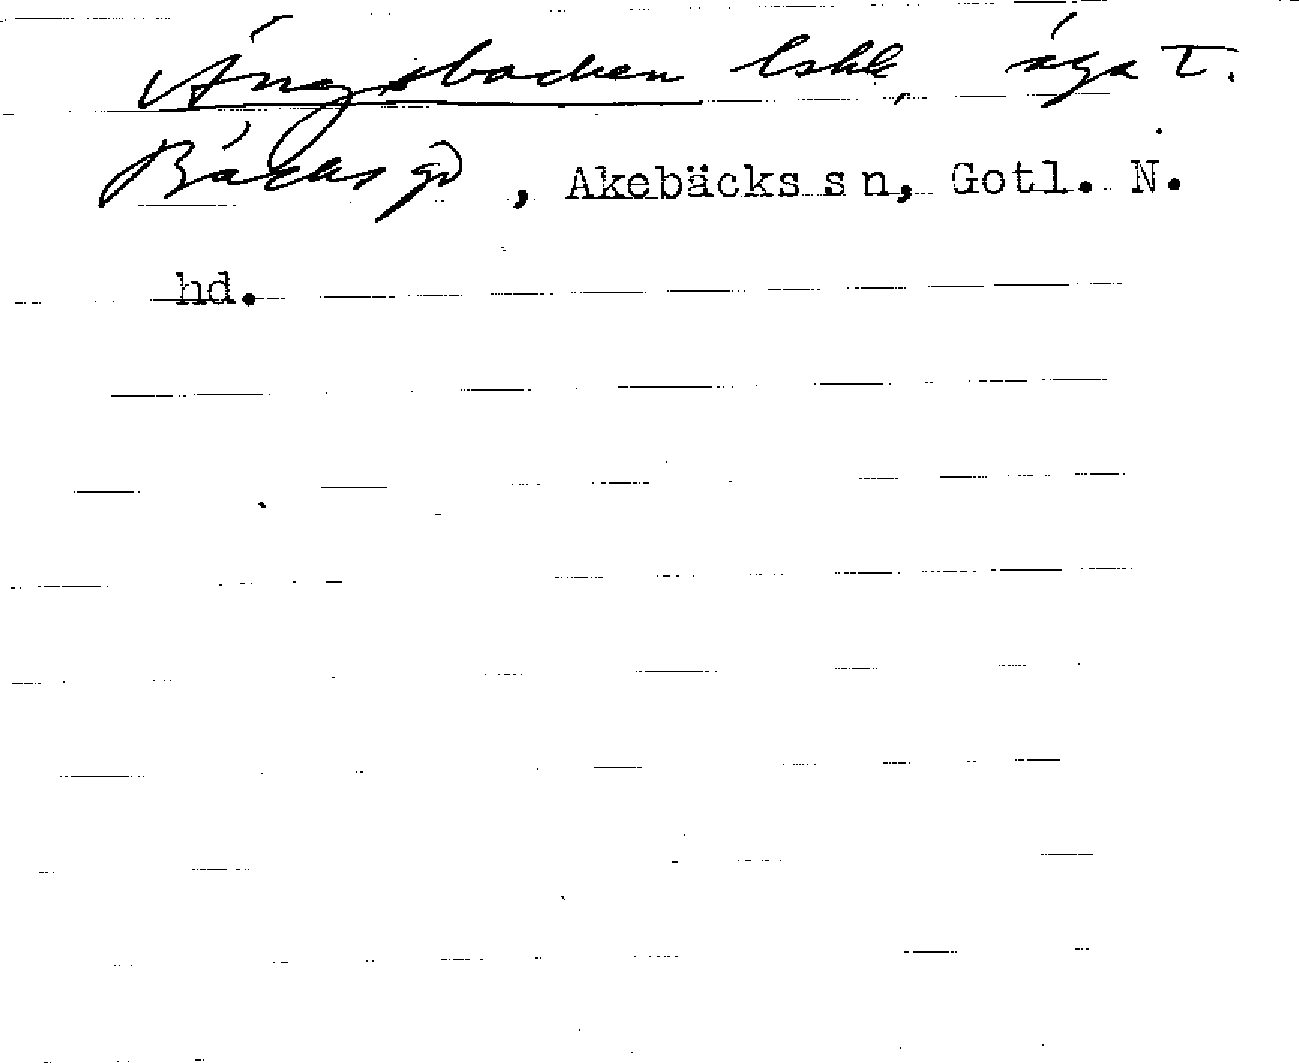 Ängsbacken lskl, äga T.
Bäcks gd, Akebäcks sn, Gotl. N.
hd.